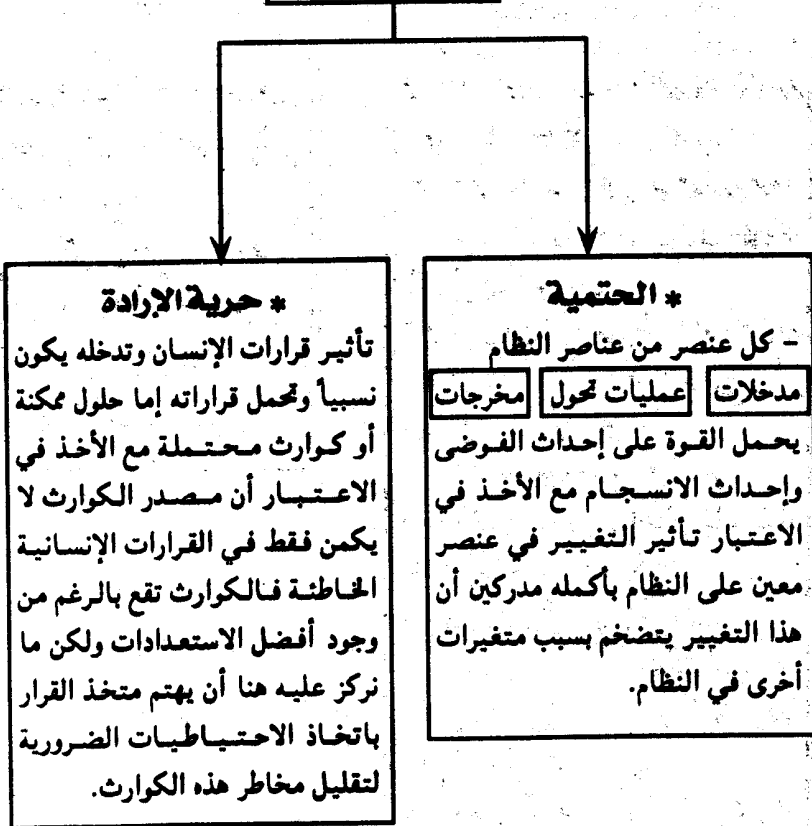 * الحتمية
– كل عنصر من عناصر النظام
مدخلات عمليات تحول مخرجات
يحمل القوة على إحداث الفوضى
وإحداث الانسجام مع الأخذ في
الاعتبار تأثير التغيير في عنصر
معين على النظام بأكمله مدركين أن
هذا التغيير يتضخم بسبب متغيرات
أخرى في النظام.
* حرية الإرادة
تأثير قرارات الإنسان وتدخله يكون
نسبياً وتحمل قراراته إما حلول ممكنة
أو كوارث محتملة مع الأخذ في
الاعتبار أن مصدر الكوارث لا
يكمن فقط في القرارات الإنسانية
الخاطئة فالكوارث تقع بالرغم من
وجود أفضل الاستعدادات ولكن ما
نركز عليه هنا أن يهتم متخذ القرار
باتخاذ الاحتياطيات الضرورية
لتقليل مخاطر هذه الكوارث.